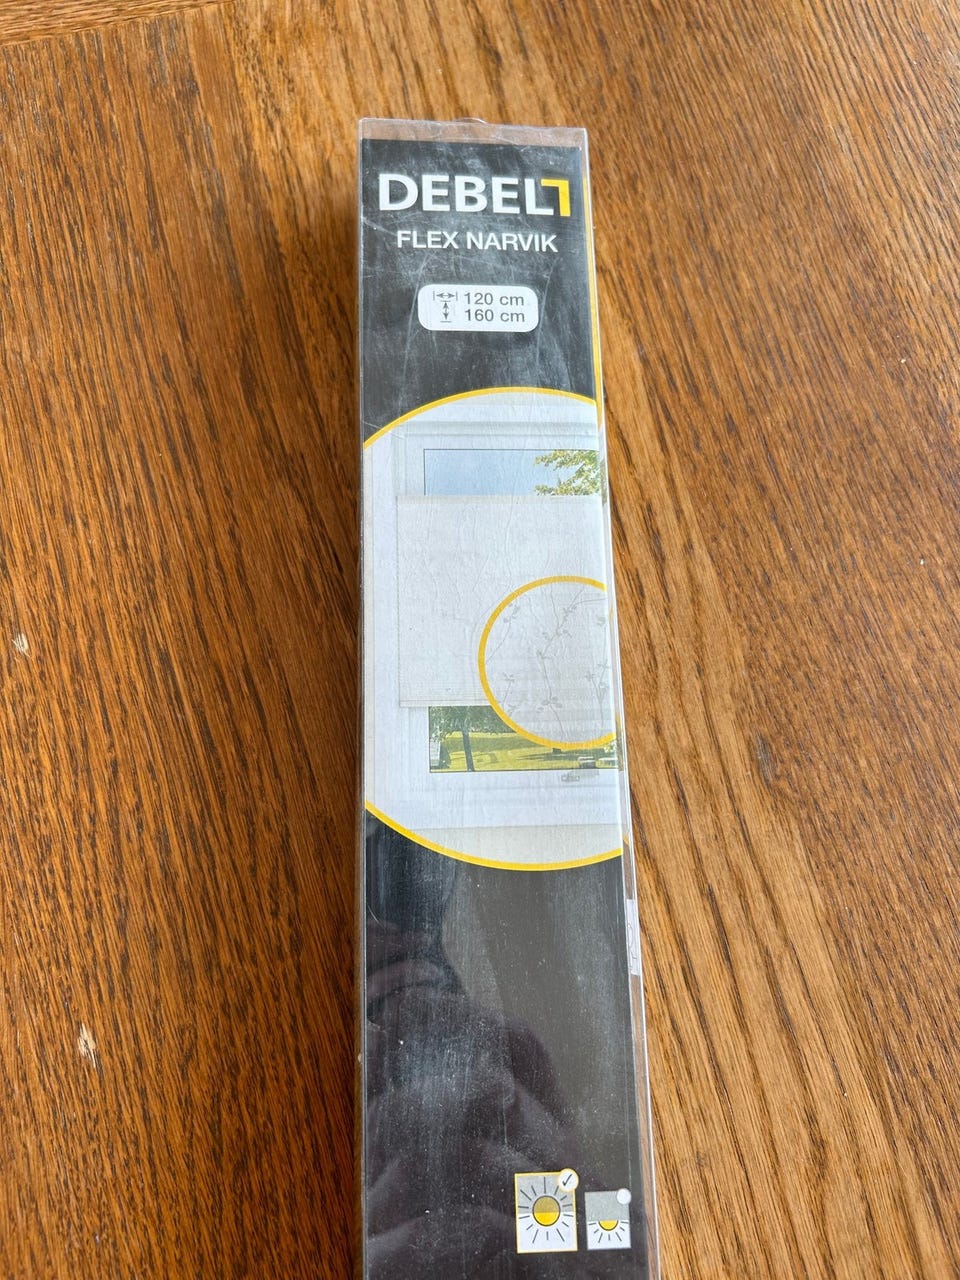 DEBEL
FLEX NARVIK
120 cm
160 cm